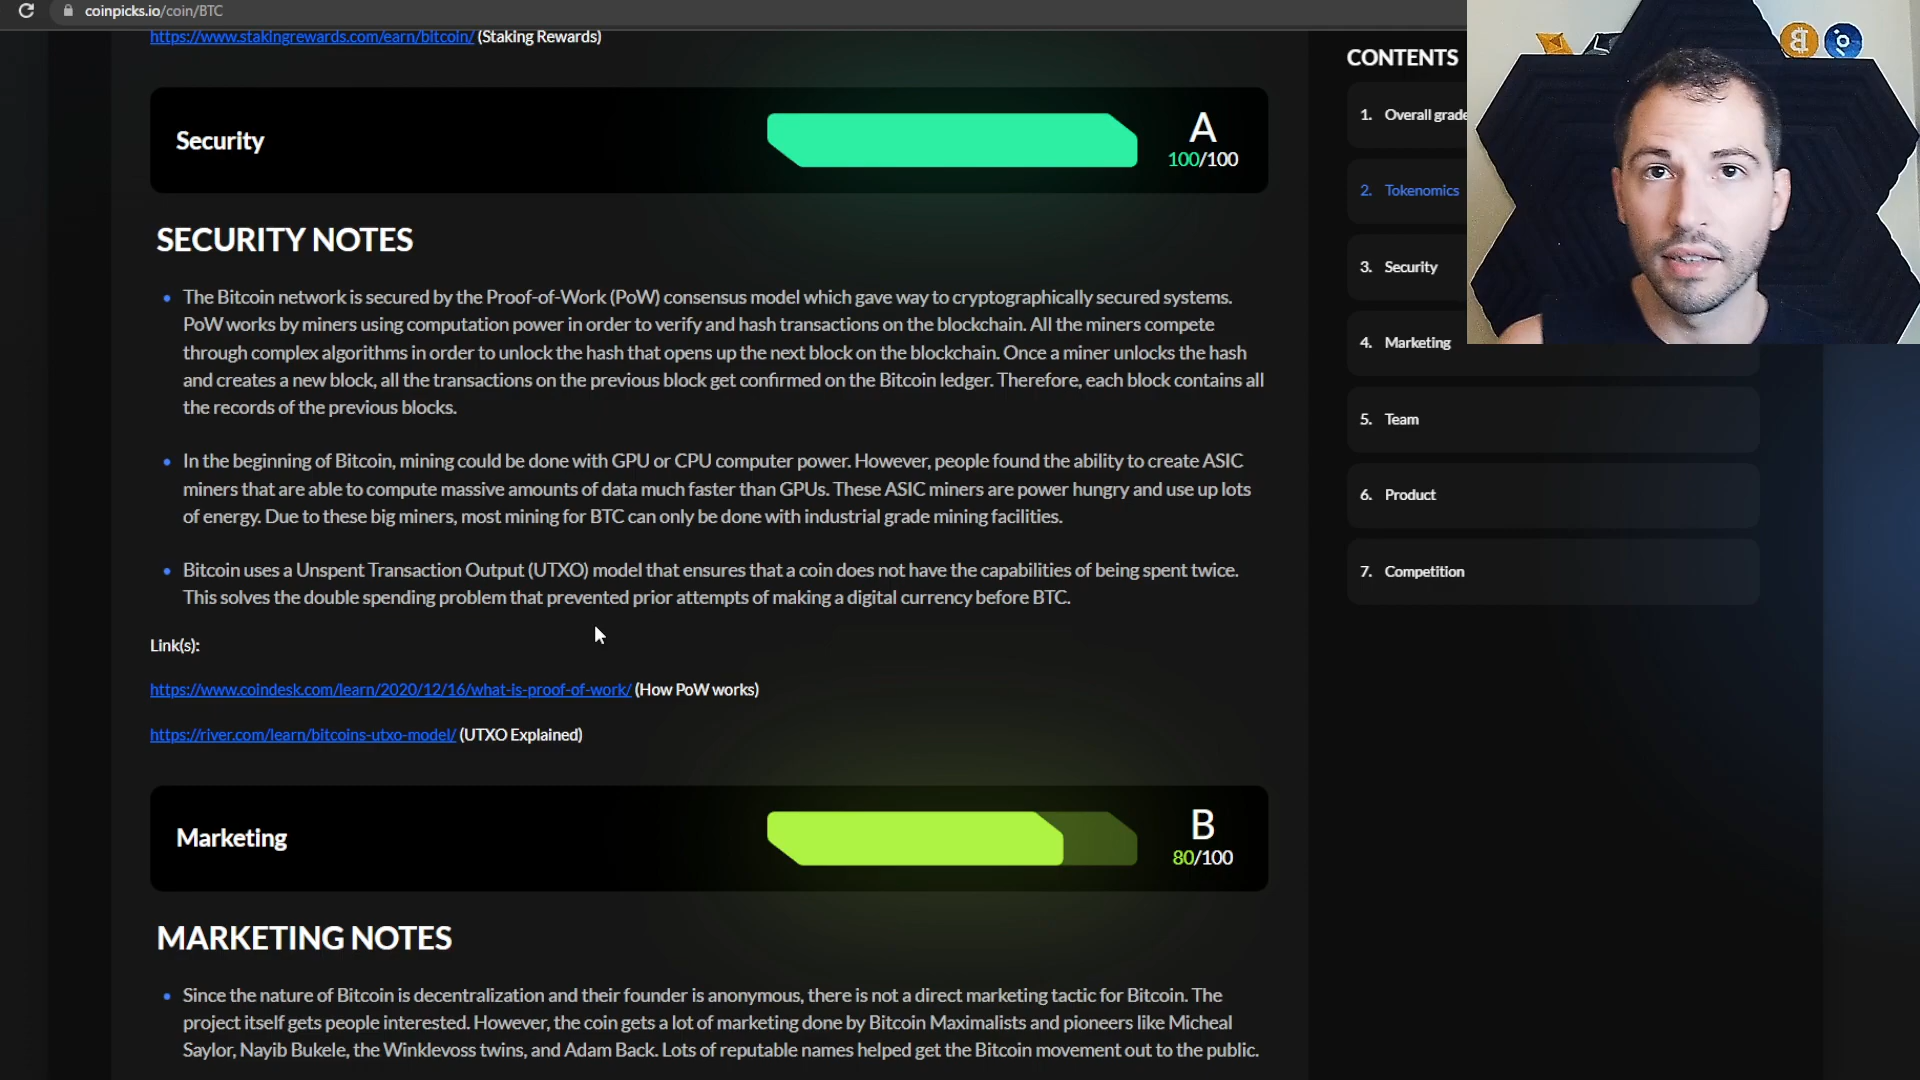 coinpicks.io/coin/BTC
https://www.stakingrewards.com/earn/bitcoin/ (Staking Rewards)
Security
A
100/100
SECURITY NOTES
The Bitcoin network is secured by the Proof-of-Work (PoW) consensus model which gave way to cryptographically secured systems.
PoW works by miners using computation power in order to verify and hash transactions on the blockchain. All the miners compete
through complex algorithms in order to unlock the hash that opens up the next block on the blockchain. Once a miner unlocks the hash
and creates a new block, all the transactions on the previous block get confirmed on the Bitcoin ledger. Therefore, each block contains all
the records of the previous blocks.
In the beginning of Bitcoin, mining could be done with GPU or CPU computer power. However, people found the ability to create ASIC
miners that are able to compute massive amounts of data much faster than GPUs. These ASIC miners are power hungry and use up lots
of energy. Due to these big miners, most mining for BTC can only be done with industrial grade mining facilities.
Bitcoin uses a Unspent Transaction Output (UTXO) model that ensures that a coin does not have the capabilities of being spent twice.
This solves the double spending problem that prevented prior attempts of making a digital currency before BTC.
Link(s):
https://www.coindesk.com/learn/2020/12/16/what-is-proof-of-work/ (How PoW works)
https://river.com/learn/bitcoins-utxo-model/ (UTXO Explained)
Marketing
B
80/100
MARKETING NOTES
Since the nature of Bitcoin is decentralization and their founder is anonymous, there is not a direct marketing tactic for Bitcoin. The
project itself gets people interested. However, the coin gets a lot of marketing done by Bitcoin Maximalists and pioneers like Micheal
Saylor, Nayib Bukele, the Winklevoss twins, and Adam Back. Lots of reputable names helped get the Bitcoin movement out to the public.
CONTENTS
1. Overall grade
2. Tokenomics
3. Security
4. Marketing
5. Team
6. Product
7. Competition